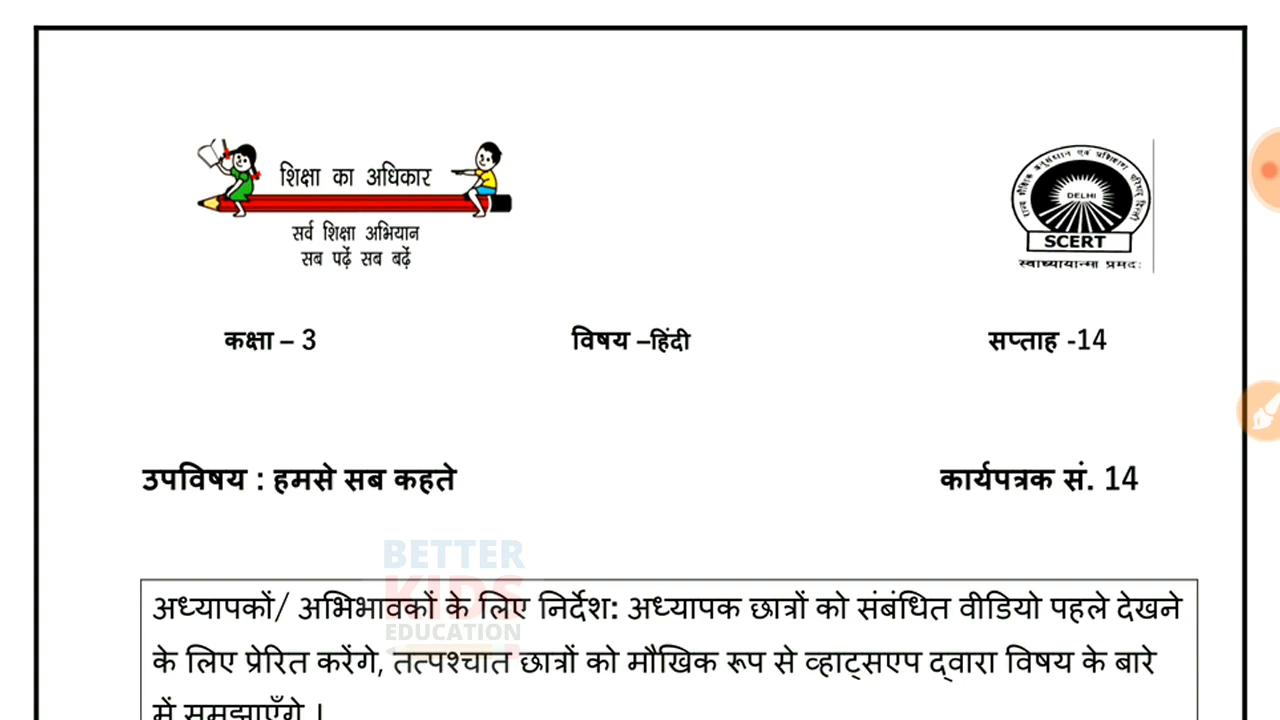 शिक्षा का अधिकार
सर्व शिक्षा अभियान
सब पढ़ें सब बढ़ें
DELHI
SCERT
कक्षा – 3 विषय –हिंदी सप्ताह -14
उपविषय : हमसे सब कहते कार्यपत्रक सं. 14
BETTER
KIDS
EDUCATION
अध्यापकों/ अभिभावकों के लिए निर्देश: अध्यापक छात्रों को संबंधित वीडियो पहले देखने
के लिए प्रेरित करेंगे, तत्पश्चात छात्रों को मौखिक रूप से व्हाट्सएप द्वारा विषय के बारे
में समझाएँगे ।